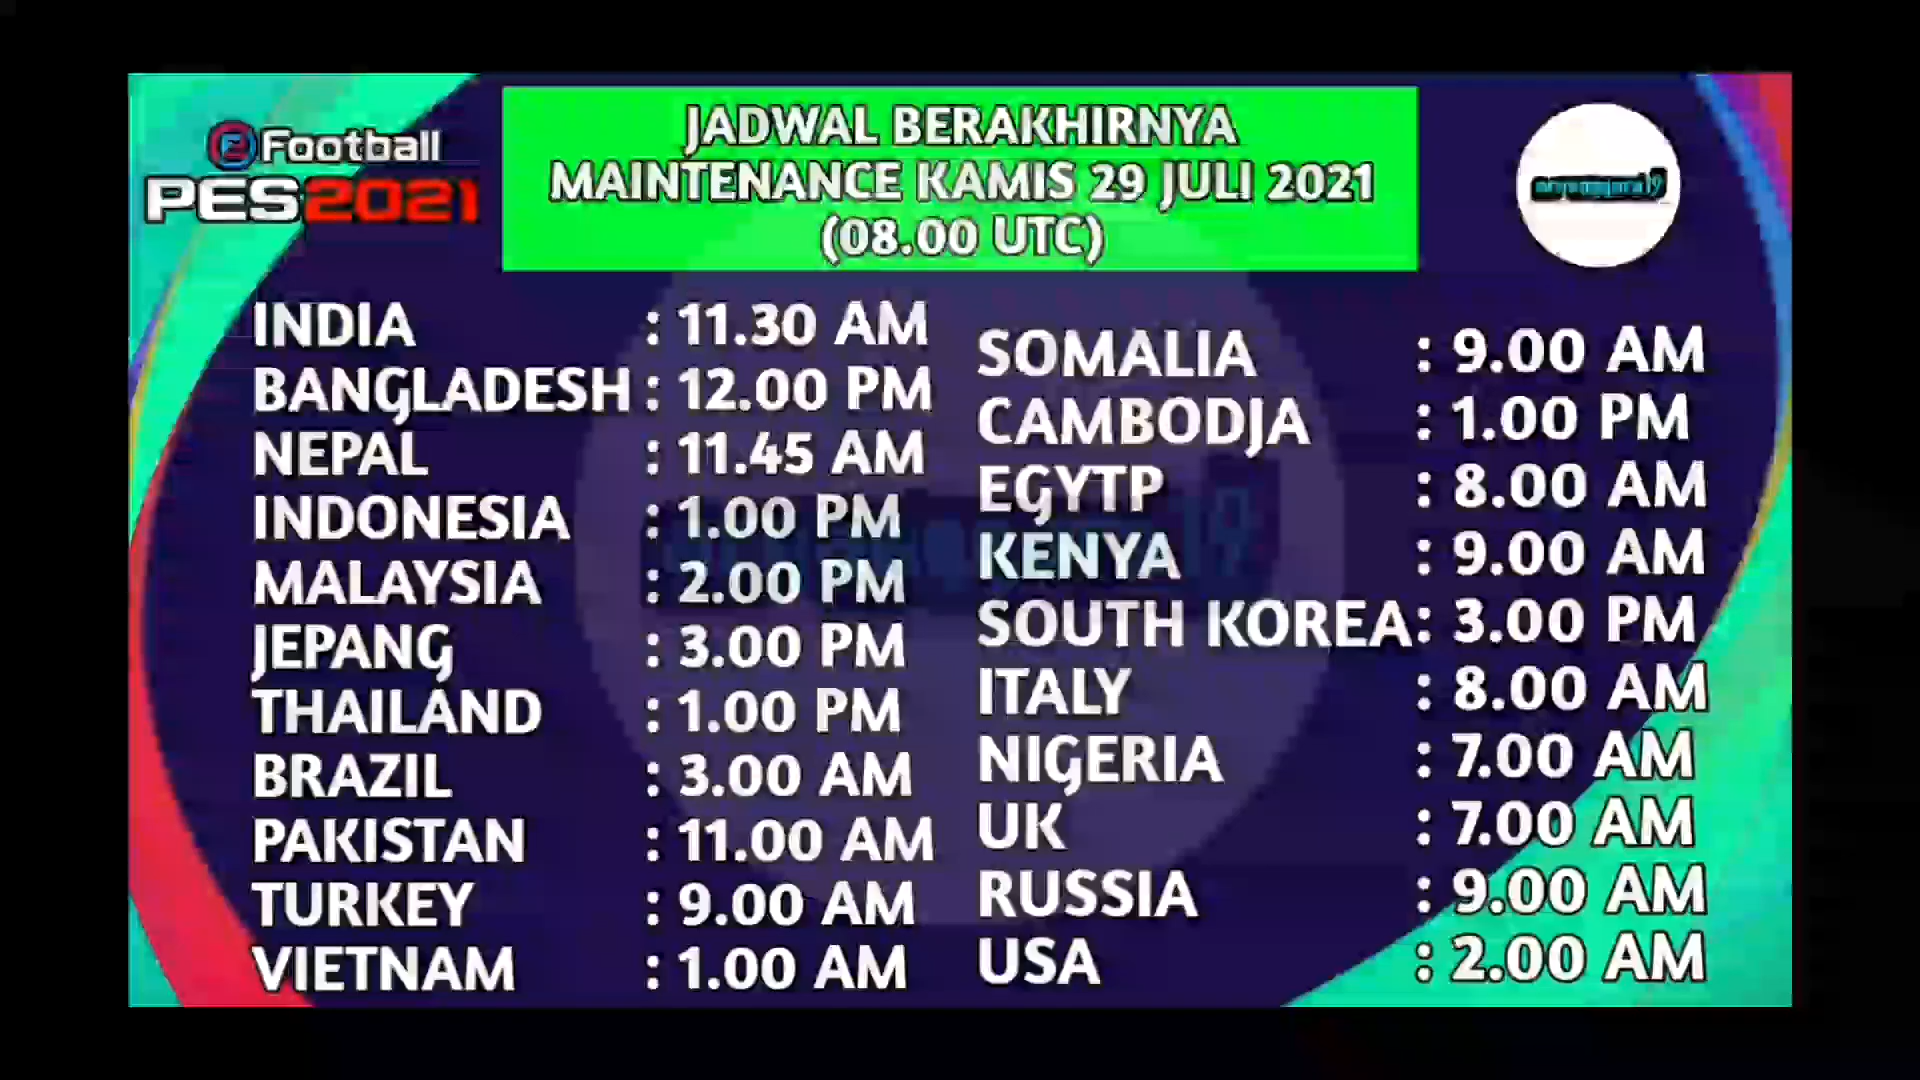 eFootball
PES2021
JADWAL BERAKHIRNYA
MAINTENANCE KAMIS 29 JULI 2021
(08.00 UTC)
INDIA : 11.30 AM
BANGLADESH : 12.00 PM
NEPAL : 11.45 AM
INDONESIA : 1.00 PM
MALAYSIA : 2.00 PM
JEPANG : 3.00 PM
THAILAND : 1.00 PM
BRAZIL : 3.00 AM
PAKISTAN : 11.00 AM
TURKEY : 9.00 AM
VIETNAM : 1.00 AM
SOMALIA : 9.00 AM
CAMBODJA : 1.00 PM
EGYTP : 8.00 AM
KENYA : 9.00 AM
SOUTH KOREA : 3.00 PM
ITALY : 8.00 AM
NIGERIA : 7.00 AM
UK : 7.00 AM
RUSSIA : 9.00 AM
USA : 2.00 AM